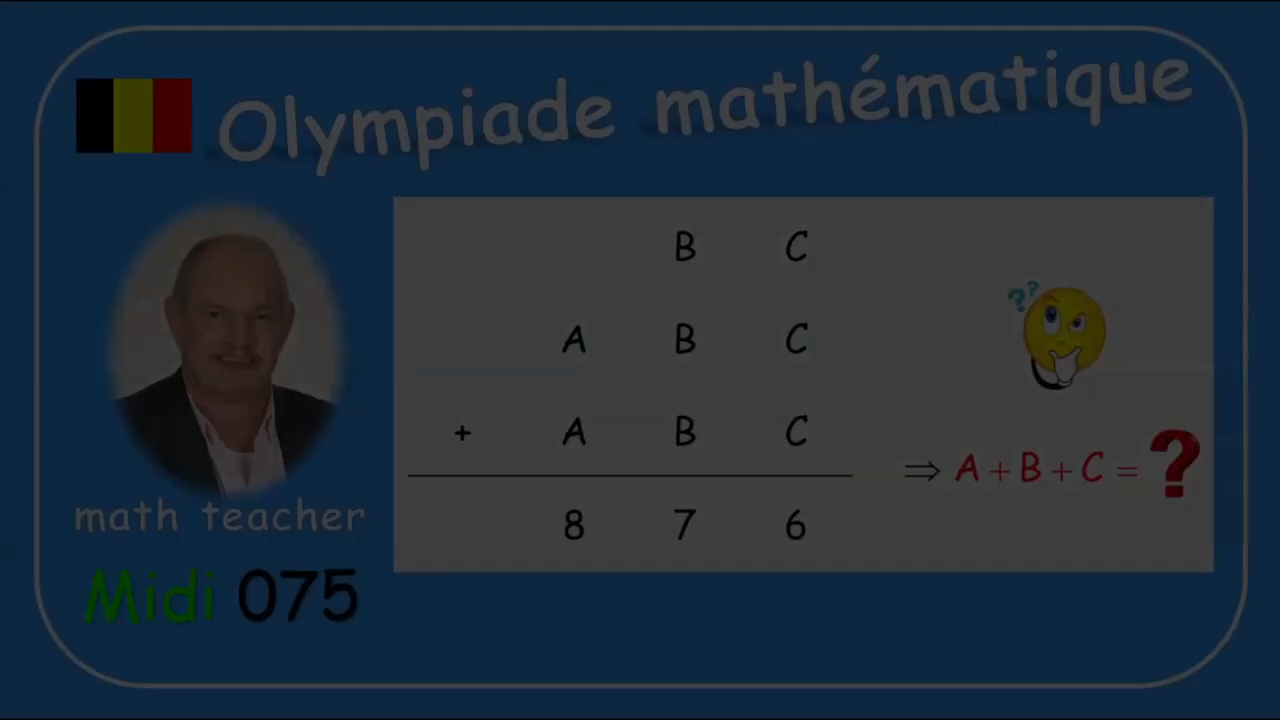 Olympiade mathématique
B C
A B C
+ A B C
8 7 6
??
⇒ A + B + C = ?
math teacher
Midi 075